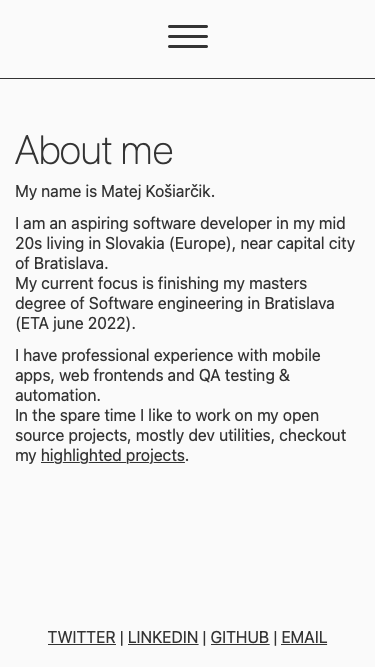 About me
My name is Matej Košiarčik.
I am an aspiring software developer in my mid
20s living in Slovakia (Europe), near capital city
of Bratislava.
My current focus is finishing my masters
degree of Software engineering in Bratislava
(ETA june 2022).
I have professional experience with mobile
apps, web frontends and QA testing &
automation.
In the spare time I like to work on my open
source projects, mostly dev utilities, checkout
my highlighted projects.
TWITTER | LINKEDIN | GITHUB | EMAIL